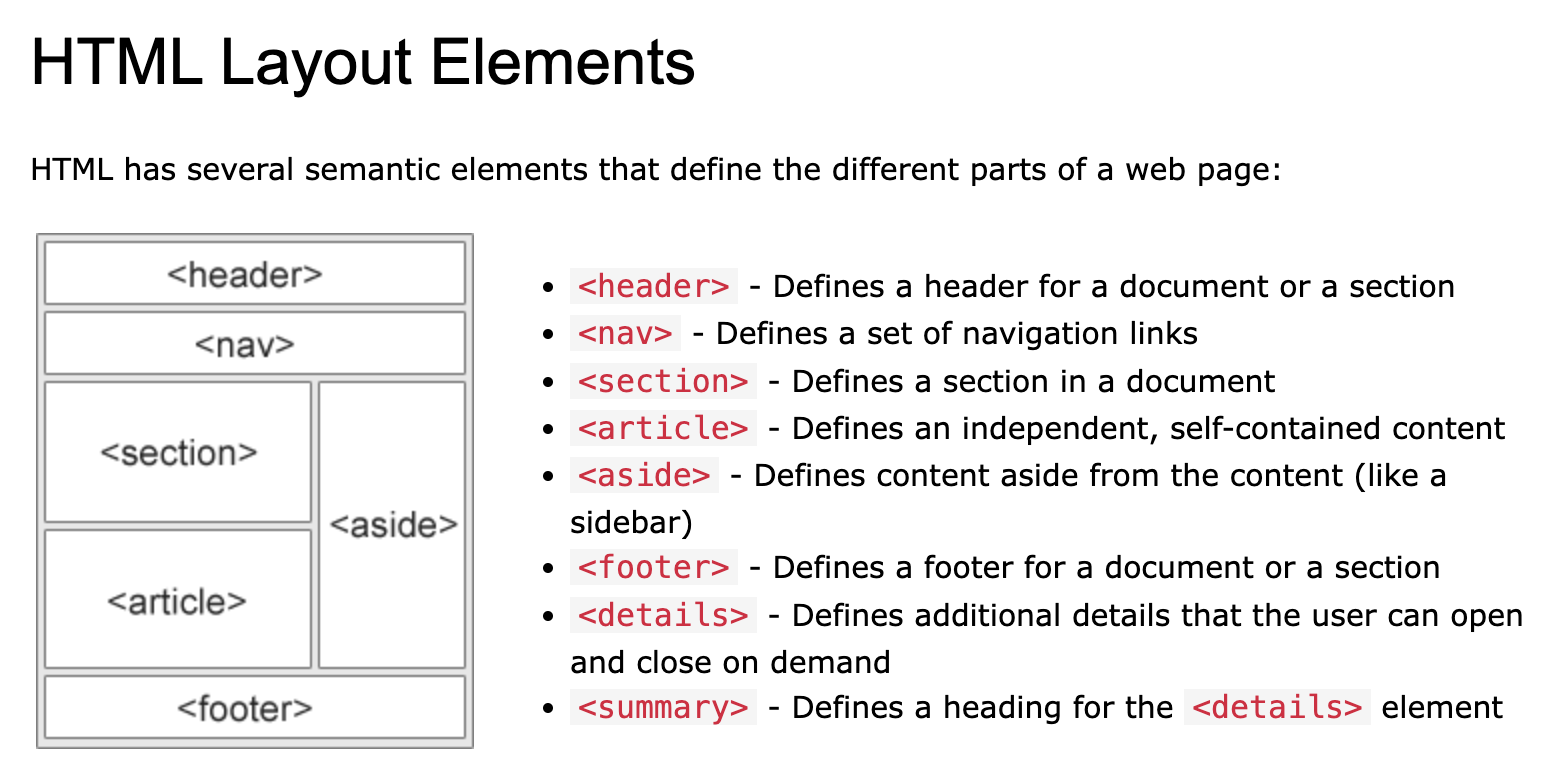 HTML Layout Elements
HTML has several semantic elements that define the different parts of a web page:
<header>
<nav>
<section>
<article>
<aside>
<footer>
• <header> - Defines a header for a document or a section
• <nav> - Defines a set of navigation links
• <section> - Defines a section in a document
• <article> - Defines an independent, self-contained content
• <aside> - Defines content aside from the content (like a
sidebar)
• <footer> - Defines a footer for a document or a section
• <details> - Defines additional details that the user can open
and close on demand
• <summary> - Defines a heading for the <details> element